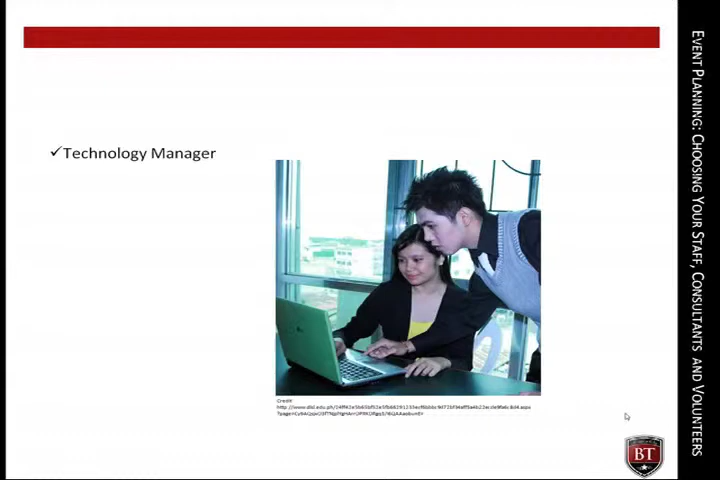 ✓Technology Manager
Credit
EVENT PLANNING: CHOOSING YOUR STAFF, CONSULTANTS AND VOLUNTEERS
BT